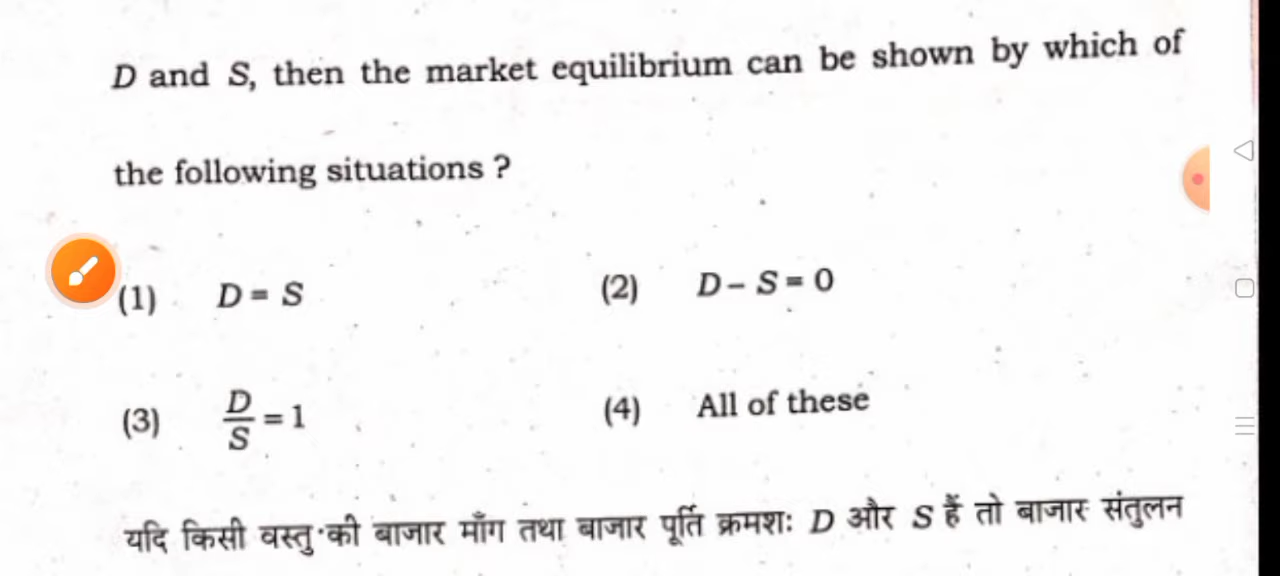 D and S, then the market equilibrium can be shown by which of
the following situations ?
(1) D = S (2) D – S = 0
(3) D/S = 1 (4) All of these
यदि किसी वस्तु की बाजार माँग तथा बाजार पूर्ति क्रमशः D और S हैं तो बाजार संतुलन